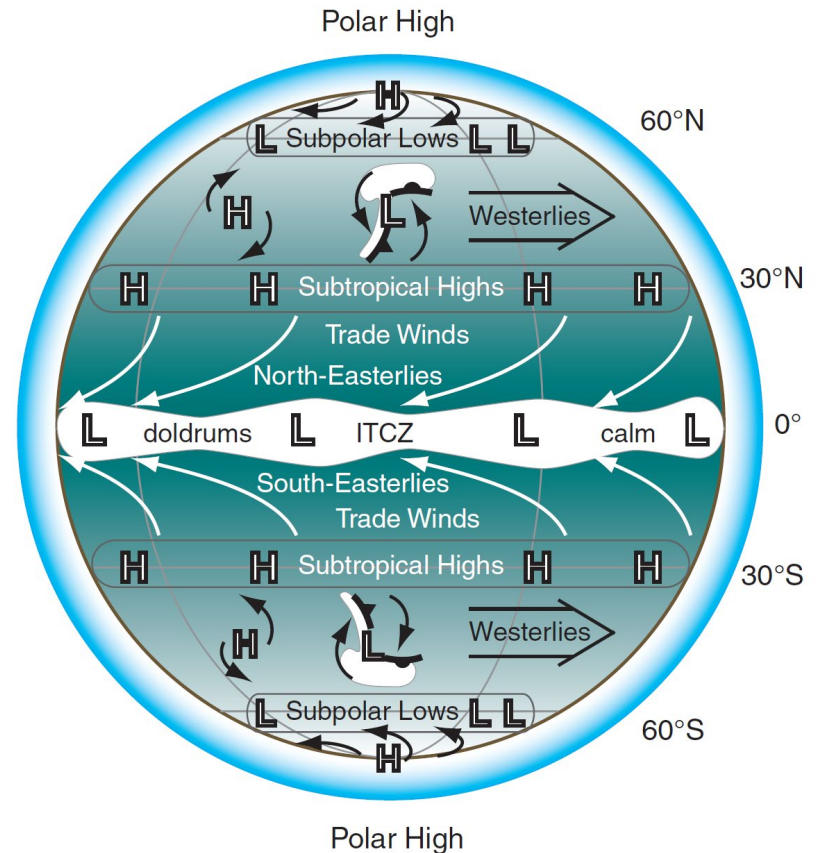 Polar High
H
60°N
L Subpolar Lows L L
H
L
Westerlies
30°N
H H Subtropical Highs H H
Trade Winds
North-Easterlies
L doldrums L ITCZ L calm L
0°
South-Easterlies
Trade Winds
H H Subtropical Highs H H
30°S
H
L
Westerlies
L Subpolar Lows L L
60°S
H
Polar High